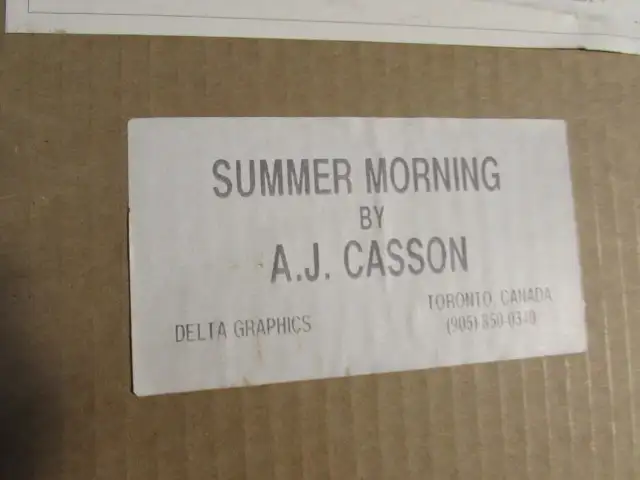 SUMMER MORNING
BY
A.J. CASSON
DELTA GRAPHICS
TORONTO, CANADA
(905) 850-0340